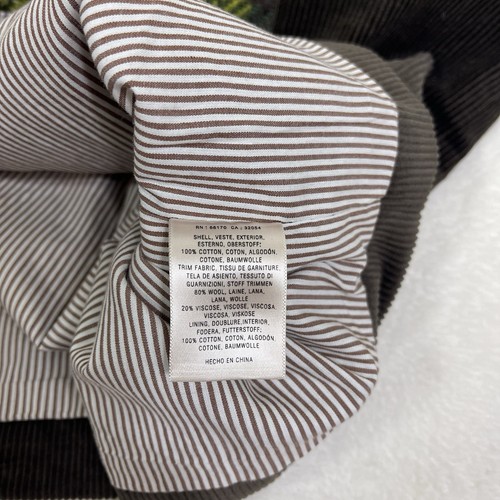 RN: 68170 CA: 32054
SHELL, VESTE, EXTERIOR,
ESTERNO, OBERSTOFF:
100% COTTON, COTON, ALGODÓN,
COTONE, BAUMWOLLE
TRIM FABRIC. TISSU DE GARNITURE,
TELA DE ASIENTO, TESSUTO DI
GUARNIZIONI, STOFF TRIMMEN
80% WOOL, LAINE, LANA,
LANA, WOLLE
20% VISCOSE, VISCOSE, VISCOSA,
VISCOSA, VISKOSE
LINING, DOUBLURE,INTERIOR,
FODERA, FUTTERSTOFF:
100% COTTON, COTON, ALGODÓN,
COTONE, BAUMWOLLE
HECHO EN CHINA